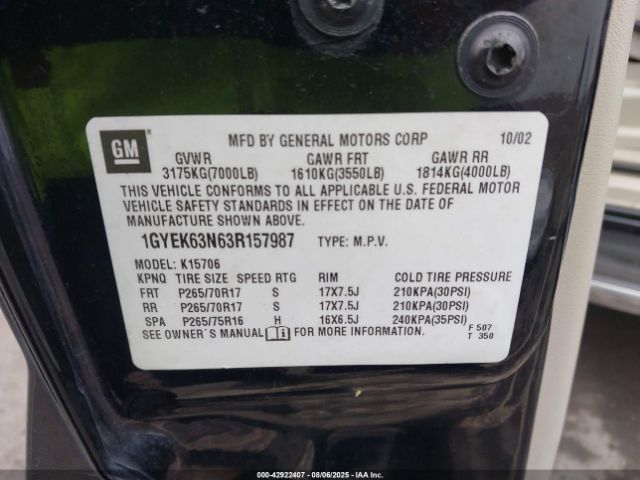 GM
MFD BY GENERAL MOTORS CORP 10/02
GVWR GAWR FRT GAWR RR
3175KG(7000LB) 1610KG(3550LB) 1814KG(4000LB)
THIS VEHICLE CONFORMS TO ALL APPLICABLE U.S. FEDERAL MOTOR
VEHICLE SAFETY STANDARDS IN EFFECT ON THE DATE OF
MANUFACTURE SHOWN ABOVE.
1GYEK63N63R157987 TYPE: M.P.V.
MODEL: K15706
KPNQ TIRE SIZE SPEED RTG RIM COLD TIRE PRESSURE
FRT P265/70R17 S 17X7.5J 210KPA(30PSI)
RR P265/70R17 S 17X7.5J 210KPA(30PSI)
SPA P265/75R16 H 16X6.5J 240KPA(35PSI)
SEE OWNER'S MANUAL FOR MORE INFORMATION. F 507
T 350
000-42922407 - 08/06/2025 - IAA Inc.